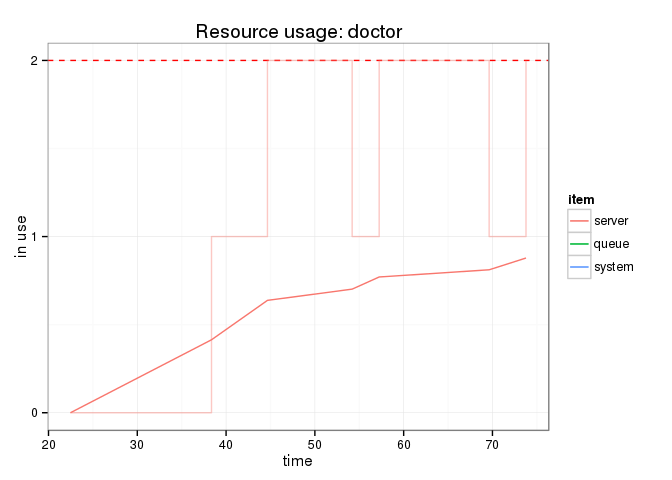 Resource usage: doctor
2
1
0
in use
20 30 40 50 60 70
time
item
server
queue
system